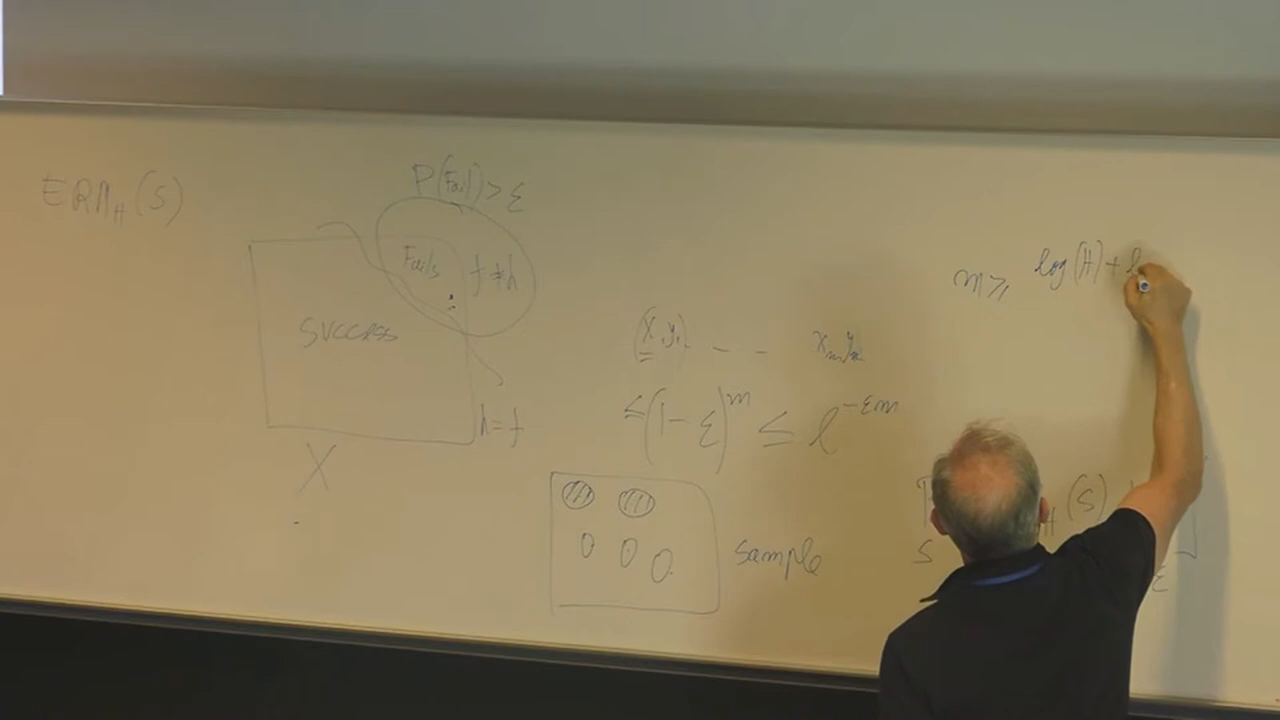 ERM_H(S)
P(Fail) > ε
Fails
f ≠ h
SUCCESS
h = f
X
(x₁y₁) - - - xₘyₘ
≤ (1-ε)^m ≤ e^{-εm}
sample
m ≥ log(H) + l
H(S)
S